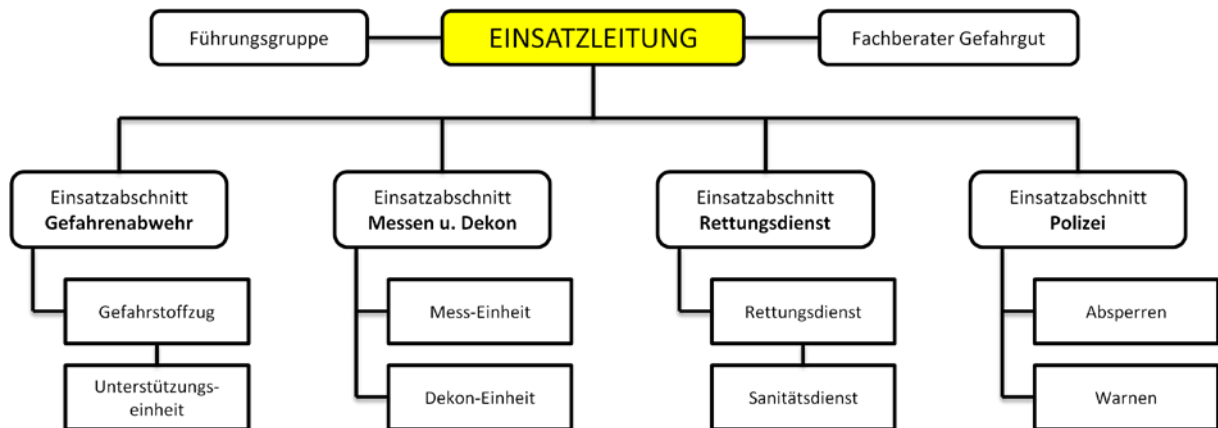 Führungsgruppe
EINSATZLEITUNG
Fachberater Gefahrgut
Einsatzabschnitt
Gefahrenabwehr
Einsatzabschnitt
Messen u. Dekon
Einsatzabschnitt
Rettungsdienst
Einsatzabschnitt
Polizei
Gefahrstoffzug
Mess-Einheit
Rettungsdienst
Absperren
Unterstützungs-
einheit
Dekon-Einheit
Sanitätsdienst
Warnen